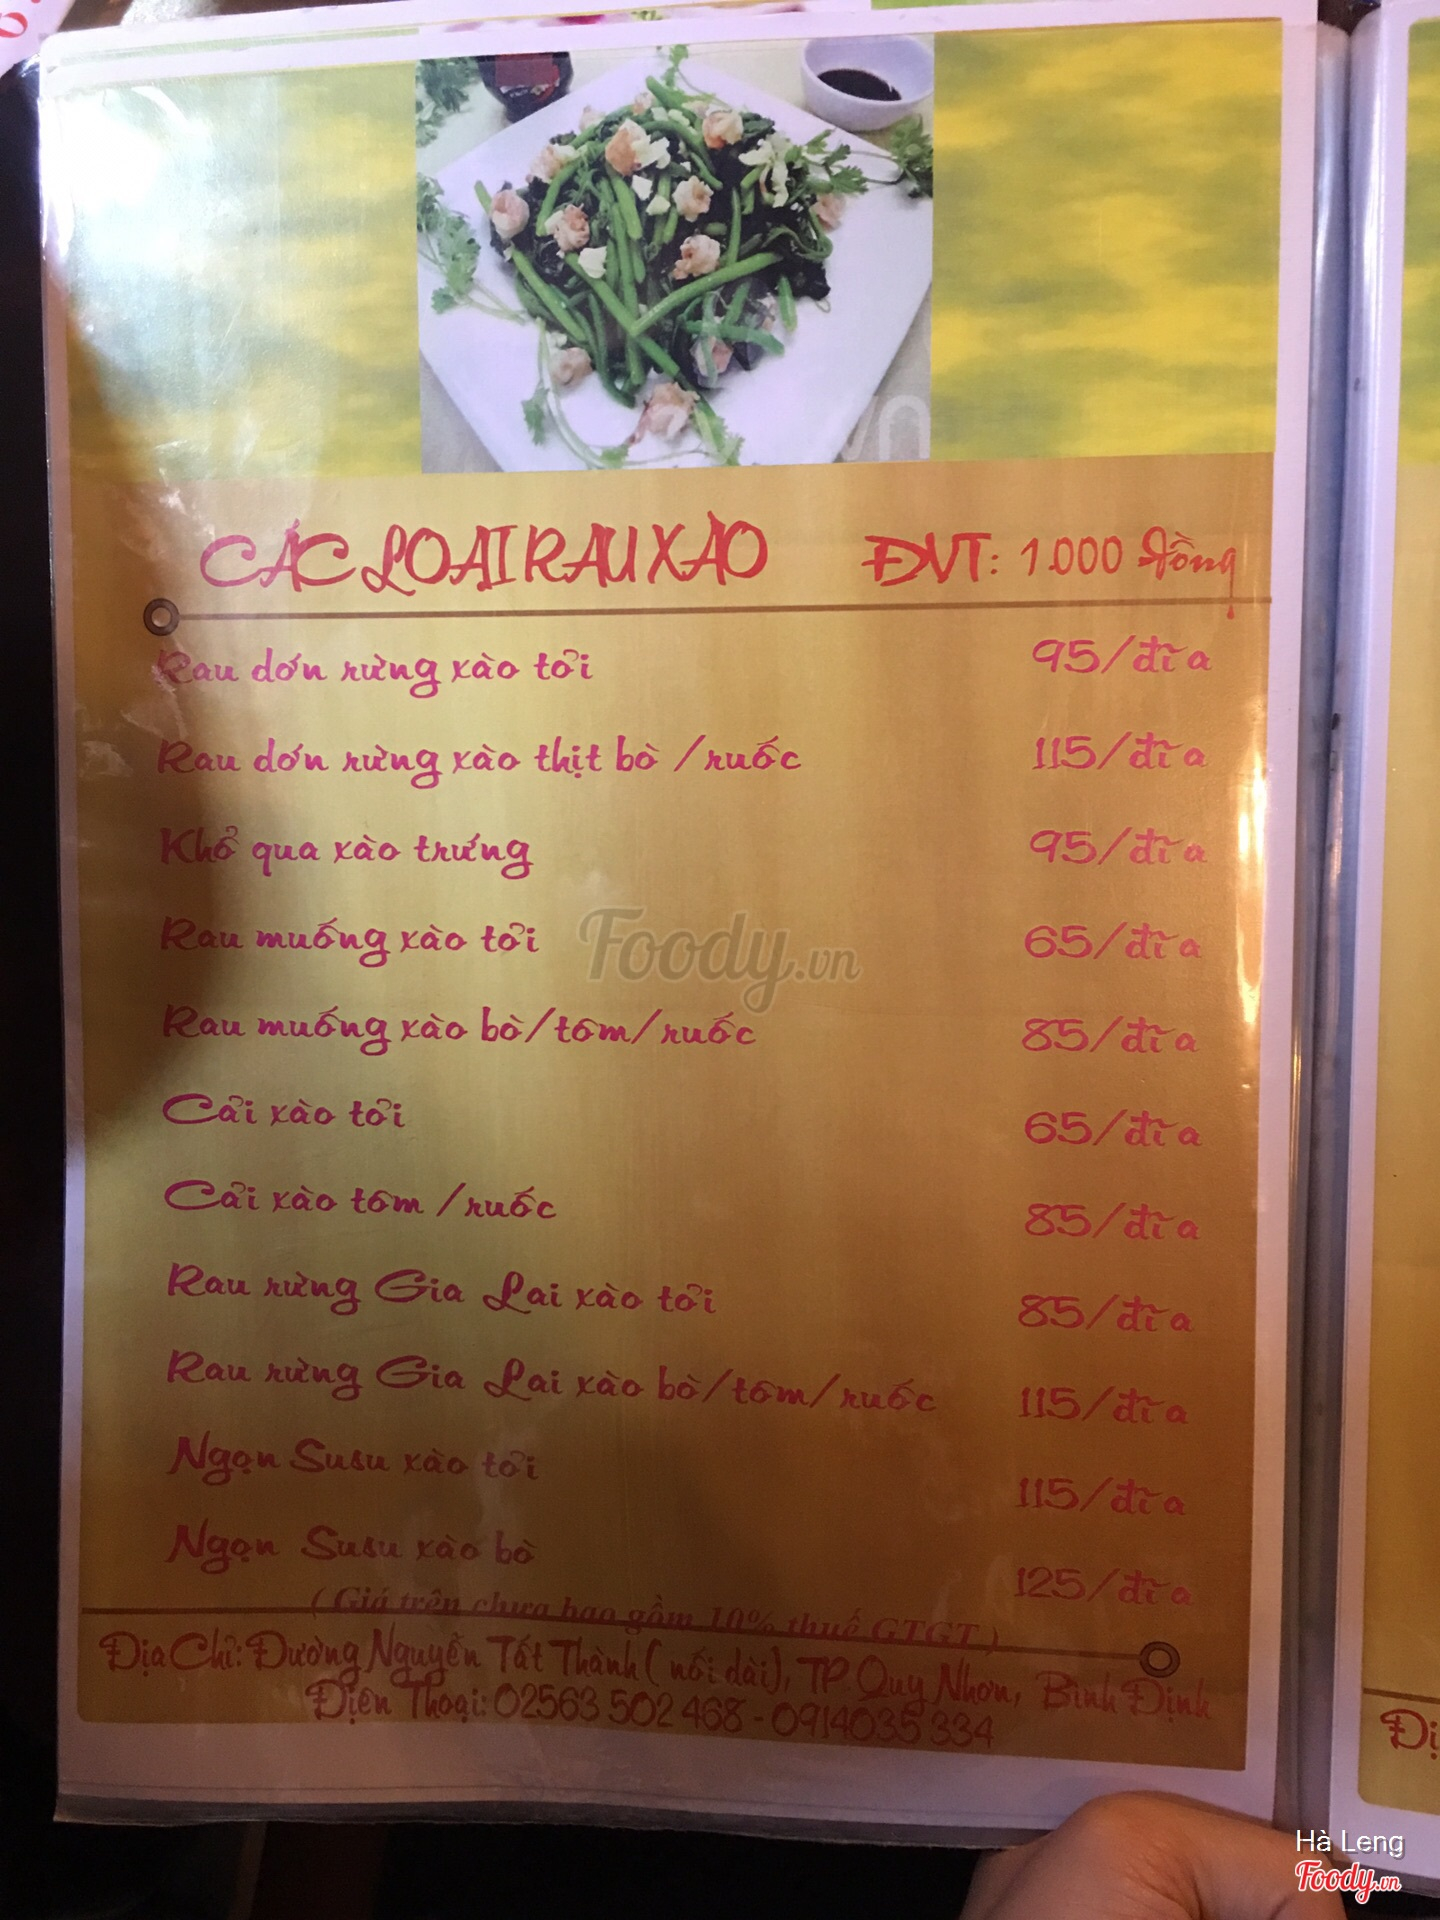 CÁC LOẠI RAU XÀO ĐVT: 1.000 đồng
Rau dớn rừng xào tỏi 95/đĩa
Rau dớn rừng xào thịt bò /ruốc 115/đĩa
Khổ qua xào trứng 95/đĩa
Rau muống xào tỏi 65/đĩa
Rau muống xào bò/tôm/ruốc 85/đĩa
Cải xào tỏi 65/đĩa
Cải xào tôm /ruốc 85/đĩa
Rau rừng Gia Lai xào tỏi 85/đĩa
Rau rừng Gia Lai xào bò/tôm/ruốc 115/đĩa
Ngọn Susu xào tỏi 115/đĩa
Ngọn Susu xào bò 125/đĩa
( Giá trên chưa bao gồm 10% thuế GTGT )
Địa Chỉ: Đường Nguyễn Tất Thành ( nối dài), TP. Quy Nhơn, Bình Định
Điện Thoại: 02563 502 468 - 0914035 334
Foody.vn
vn
Hà Leng
Foody.vn